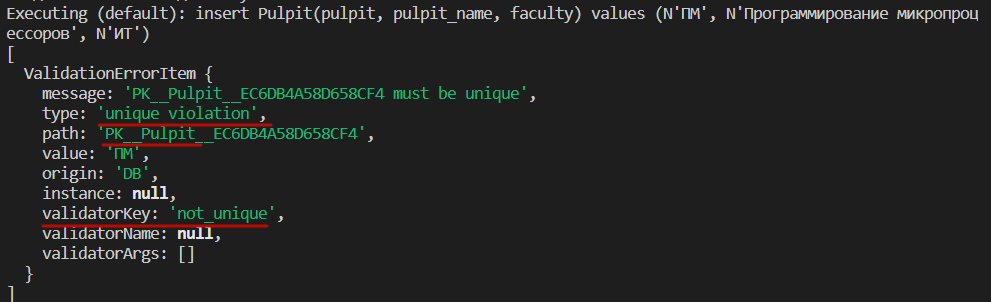 Executing (default): insert Pulpit(pulpit, pulpit_name, faculty) values (N'ПМ', N'Программирование микропроц
ессоров', N'ИТ')
[
  ValidationErrorItem {
    message: 'PK__Pulpit__EC6DB4A58D658CF4 must be unique',
    type: 'unique violation',
    path: 'PK__Pulpit__EC6DB4A58D658CF4',
    value: 'ПМ',
    origin: 'DB',
    instance: null,
    validatorKey: 'not_unique',
    validatorName: null,
    validatorArgs: []
  }
]